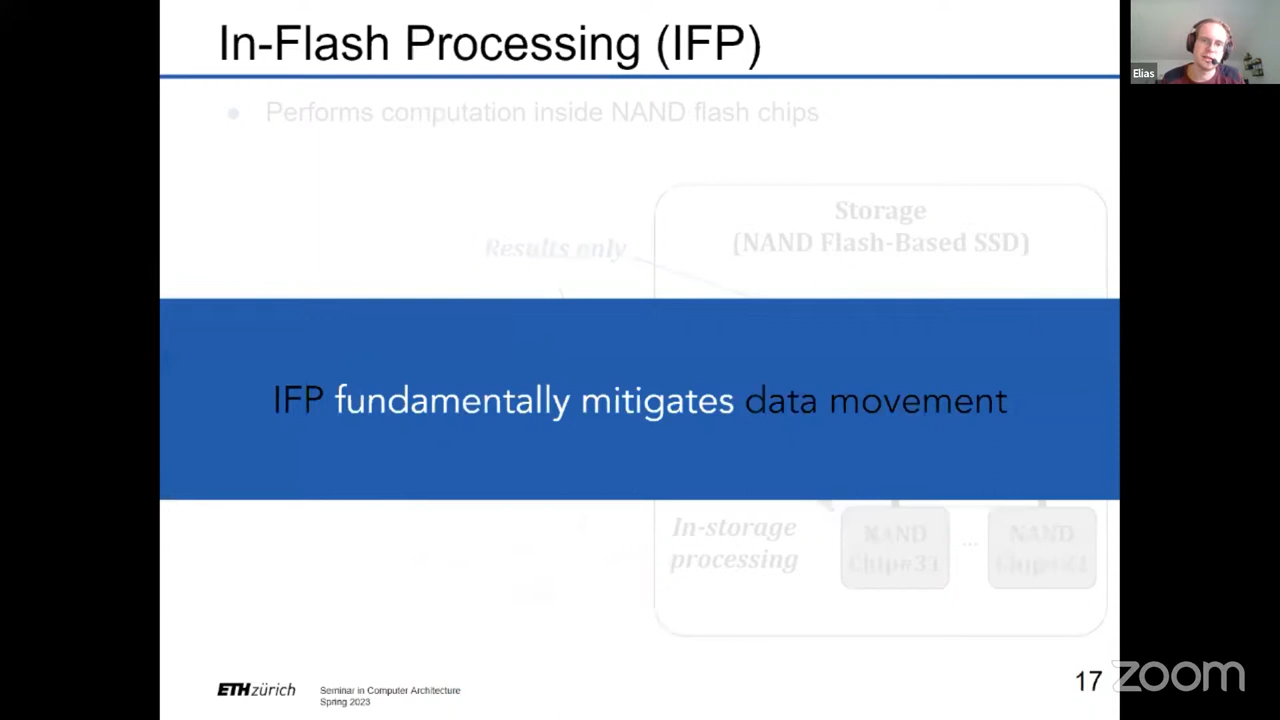 In-Flash Processing (IFP)
Elias
● Performs computation inside NAND flash chips
Storage
(NAND Flash-Based SSD)
Results only
IFP fundamentally mitigates data movement
In-storage
processing
NAND
Chip#31
...
NAND
ETH zürich
Seminar in Computer Architecture
Spring 2023
17
zoom